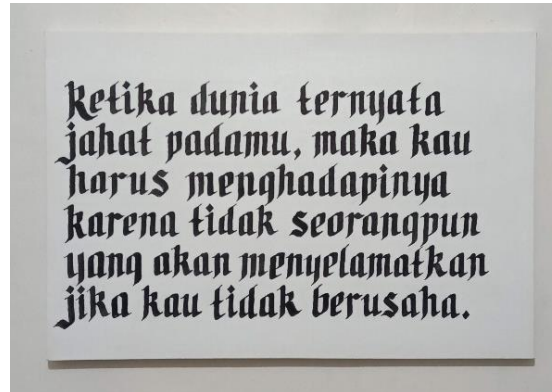 Ketika dunia ternyata
jahat padamu, maka kau
harus menghadapinya
karena tidak seorangpun
yang akan menyelamatkan
jika kau tidak berusaha.